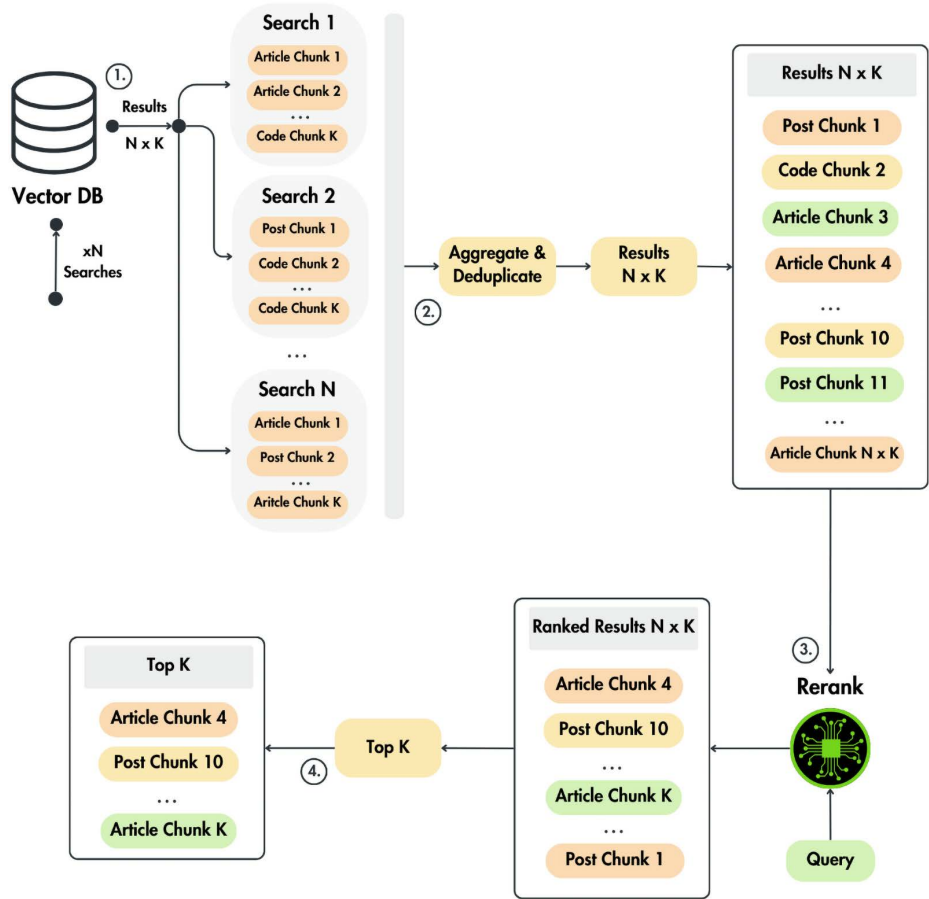 1.
Results
N x K
Vector DB
xN
Searches
Search 1
Article Chunk 1
Article Chunk 2
...
Code Chunk K
Search 2
Post Chunk 1
Code Chunk 2
...
Code Chunk K
...
Search N
Article Chunk 1
Post Chunk 2
...
Aritcle Chunk K
2.
Aggregate &
Deduplicate
Results
N x K
Results N x K
Post Chunk 1
Code Chunk 2
Article Chunk 3
Article Chunk 4
...
Post Chunk 10
Post Chunk 11
...
Article Chunk N x K
3.
Rerank
Query
Ranked Results N x K
Article Chunk 4
Post Chunk 10
...
Article Chunk K
...
Post Chunk 1
Top K
4.
Top K
Article Chunk 4
Post Chunk 10
...
Article Chunk K